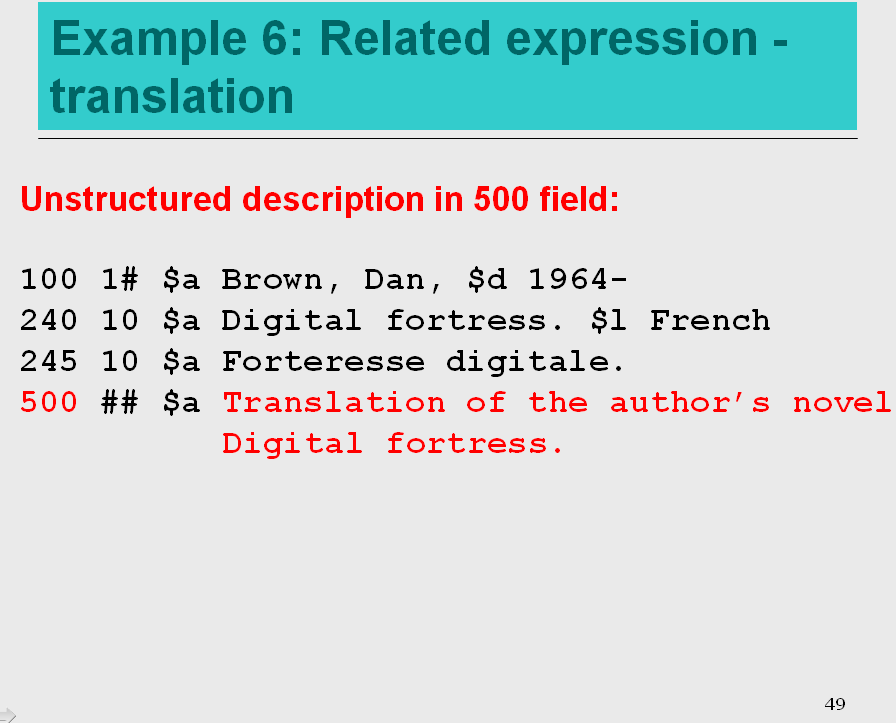 Example 6: Related expression -
translation
Unstructured description in 500 field:
100 1# $a Brown, Dan, $d 1964-
240 10 $a Digital fortress. $l French
245 10 $a Forteresse digitale.
500 ## $a Translation of the author’s novel
Digital fortress.
49